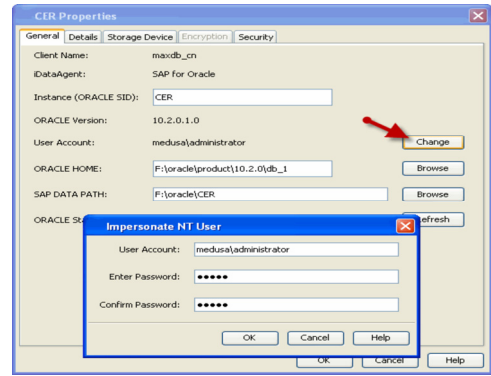 CER Properties
General Details Storage Device Encryption Security
Client Name: maxdb_cn
iDataAgent: SAP for Oracle
Instance (ORACLE SID): CER
ORACLE Version: 10.2.0.1.0
User Account: medusa\administrator Change
ORACLE HOME: F:\oracle\product\10.2.0\db_1 Browse
SAP DATA PATH: F:\oracle\CER Browse
ORACLE St efresh
Impersonate NT User
User Account: medusa\administrator
Enter Password: •••••
Confirm Password: •••••
OK Cancel Help
OK Cancel Help